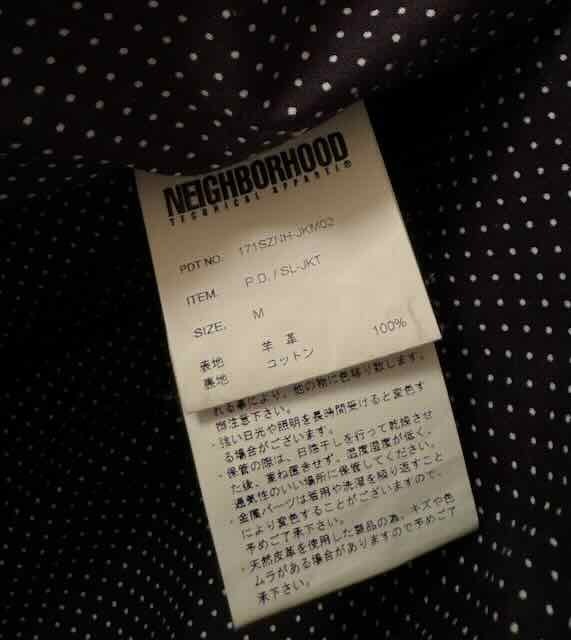 NEIGHBORHOOD
TECHNICAL APPAREL®
PDT NO. 171SZNH-JKM02
ITEM. P.D. / SL-JKT
SIZE. M
表地 羊革
裏地 コットン 100%
れる事により、他の物に色移り致します。
御注意下さい。
・強い日光や照明を長時間受けると変色す
る場合がございます。
・保管の際は、日陰干しを行って乾燥させ
た後、重ね置きせず、温度湿度が低く、
通気性のいい場所に保管してください。
・金属パーツは着用や洗濯を繰り返すこと
により変色することがございますので、
予めご了承下さい。
・天然皮革を使用した製品の為、キズや色
ムラがある場合がありますので予めご了
承下さい。